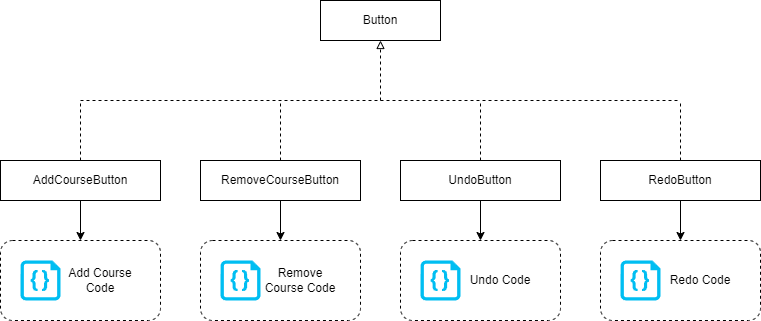 Button
AddCourseButton
RemoveCourseButton
UndoButton
RedoButton
{} Add Course
Code
{} Remove
Course Code
{} Undo Code
{} Redo Code